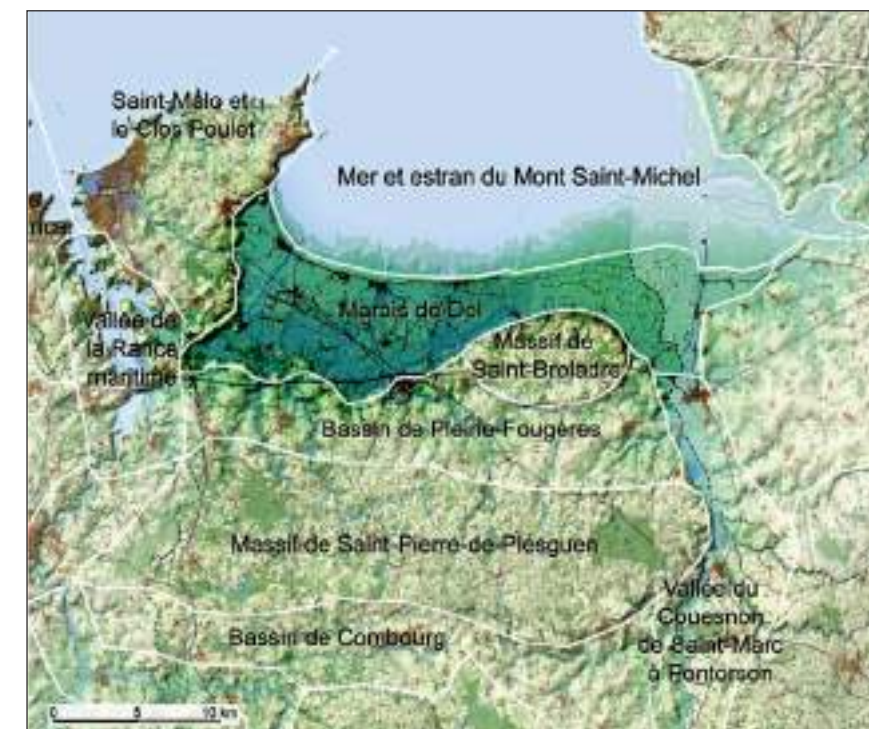 Saint-Malo et
le Clos Poulet
Mer et estran du Mont Saint-Michel
Vallée de
la Rance
maritime
Marais de Dol
Massif de
Saint-Broladre
Bassin de Pleine-Fougères
Massif de Saint-Pierre-de-Plesguen
Bassin de Combourg
Vallée du
Couesnon
de Saint-Marc
à Pontorson
0 5 10 km